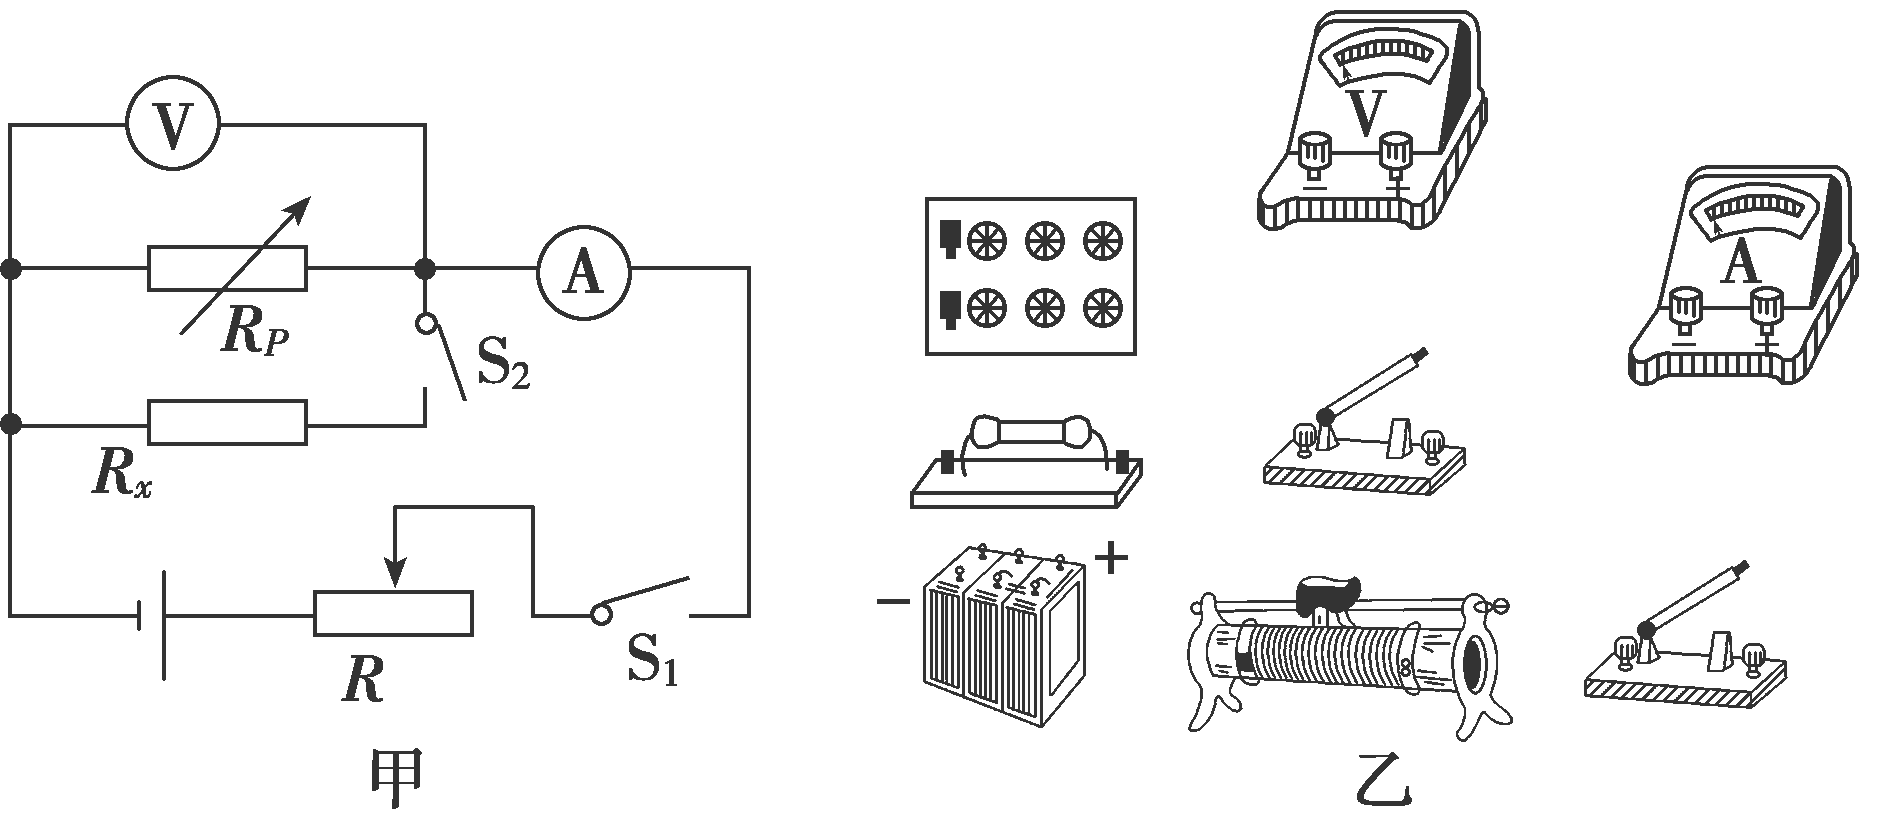 V
A
R_P
S₂
R_x
R
S₁
甲
V
− +
A
− +
− +
乙